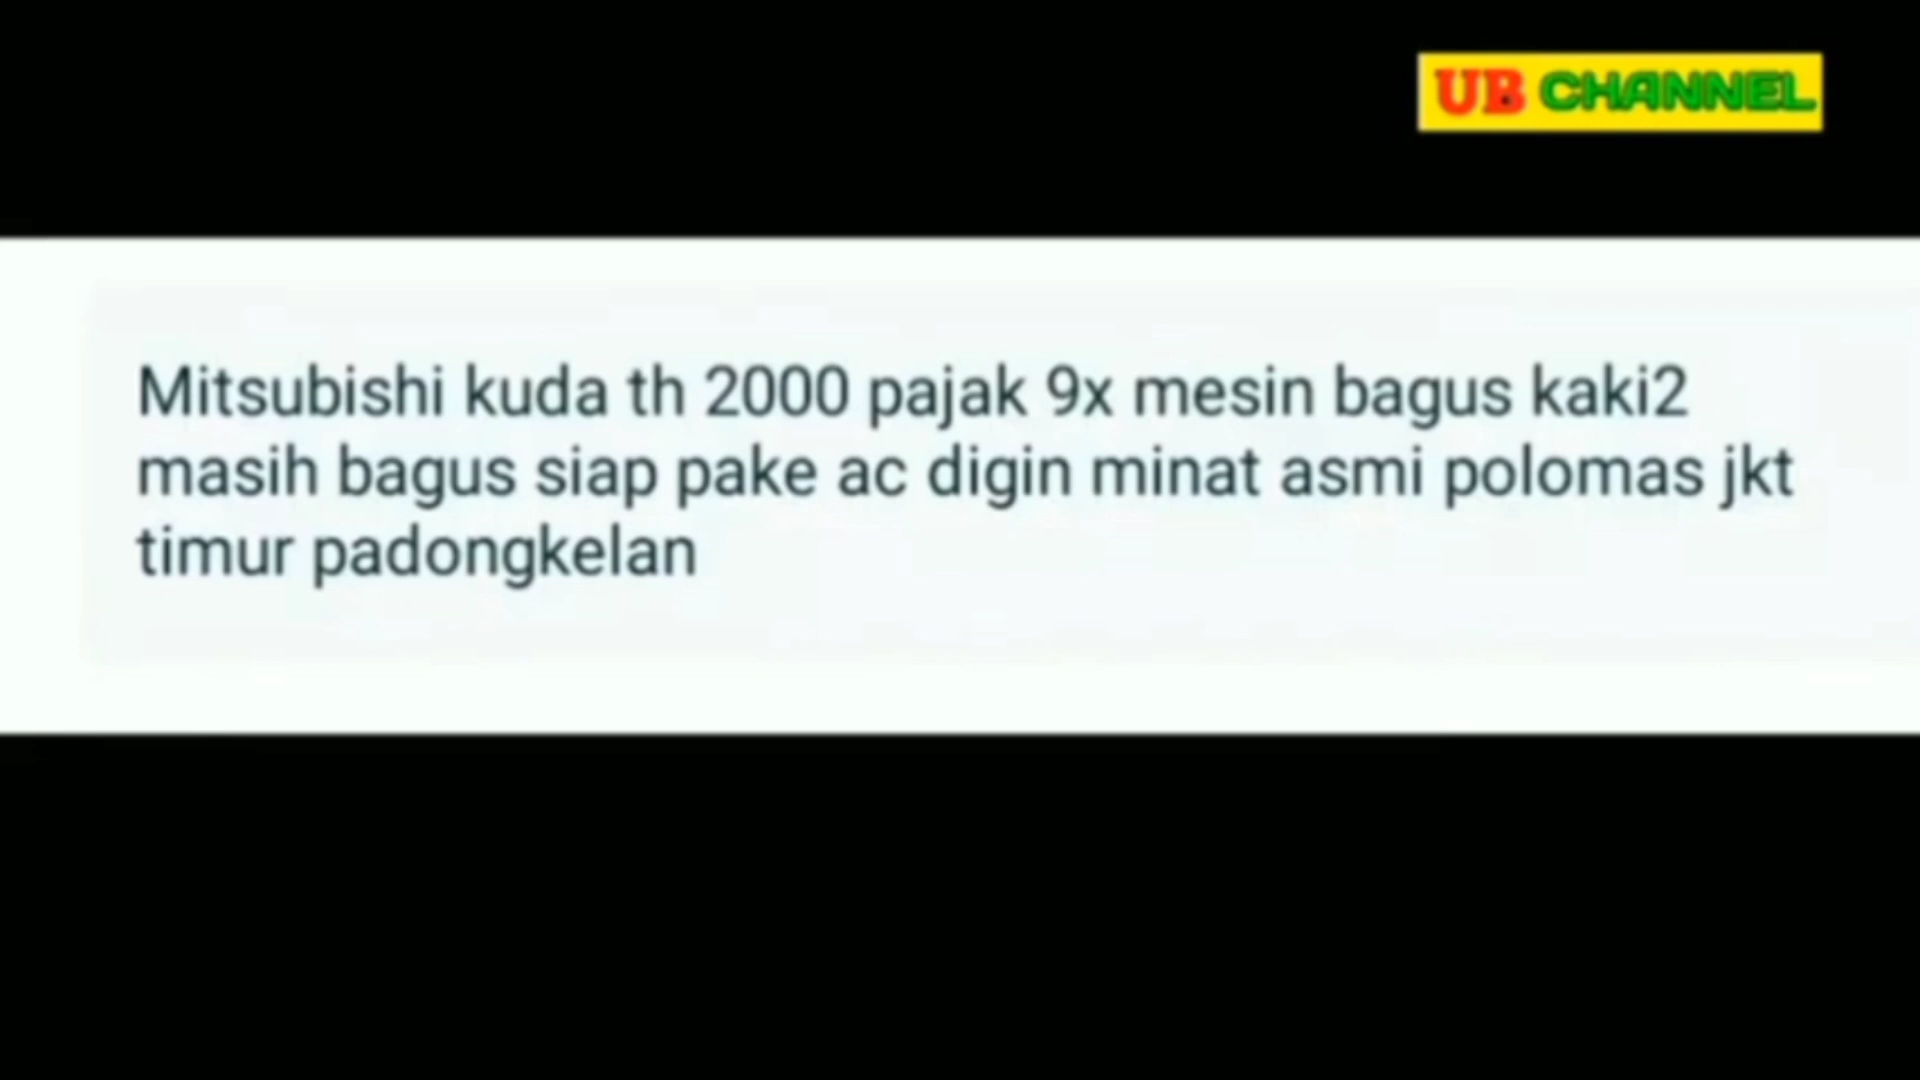 UB CHANNEL
Mitsubishi kuda th 2000 pajak 9x mesin bagus kaki2
masih bagus siap pake ac digin minat asmi polomas jkt
timur padongkelan